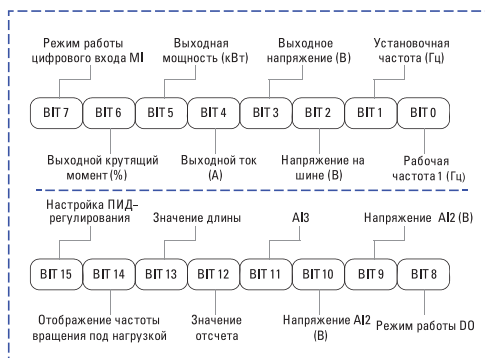 Режим работы
цифрового входа MI
Выходная
мощность (кВт)
Выходное
напряжение (В)
Установочная
частота (Гц)
BIT 7 BIT 6 BIT 5 BIT 4 BIT 3 BIT 2 BIT 1 BIT 0
Выходной крутящий
момент (%)
Выходной ток
(А)
Напряжение на
шине (В)
Рабочая
частота 1 (Гц)
Настройка ПИД–
регулирования
Значение длины
AI3
Напряжение AI2 (В)
BIT 15 BIT 14 BIT 13 BIT 12 BIT 11 BIT 10 BIT 9 BIT 8
Отображение частоты
вращения под нагрузкой
Значение
отсчета
Напряжение AI2
(В)
Режим работы DO